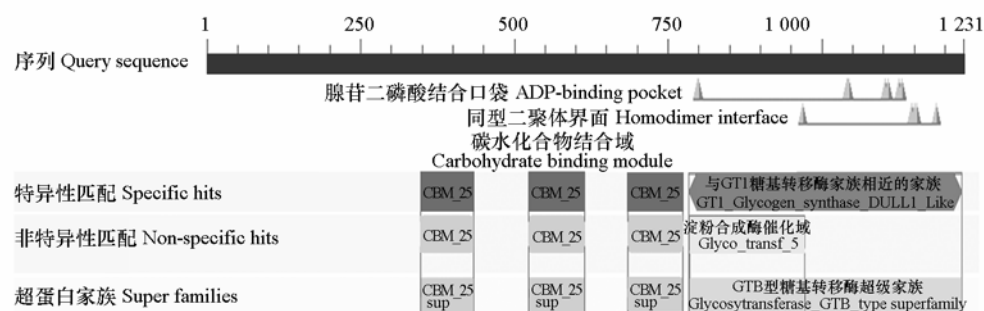 1 250 500 750 1 000 1 231
序列 Query sequence
腺苷二磷酸结合口袋 ADP-binding pocket
同型二聚体界面 Homodimer interface
碳水化合物结合域
Carbohydrate binding module
特异性匹配 Specific hits CBM_25 CBM_25 CBM_25 与GT1糖基转移酶家族相近的家族
GT1_Glycogen_synthase_DULL1_Like
非特异性匹配 Non-specific hits CBM_25 CBM_25 CBM_25 淀粉合成酶催化域
Glyco_transf_5
超蛋白家族 Super families CBM_25 CBM_25 CBM_25 GTB型糖基转移酶超级家族
sup sup sup Glycosytransferase_GTB_type superfamily